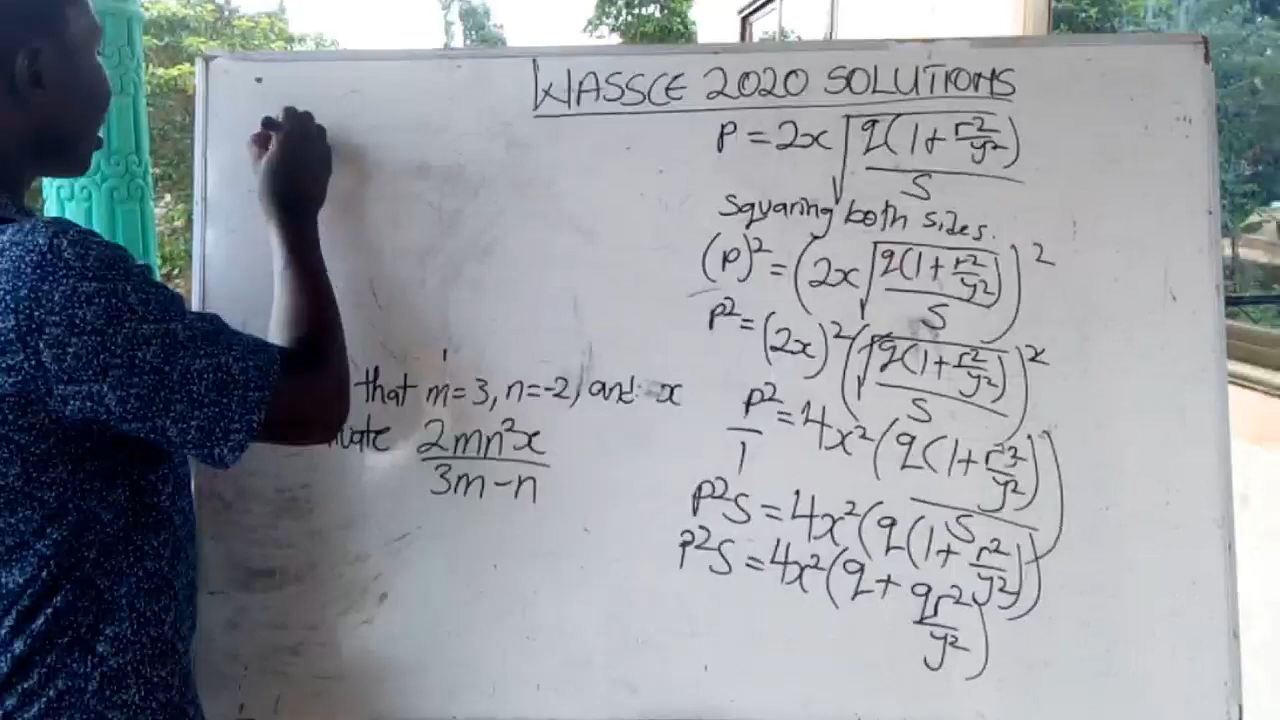 WASSCE 2020 SOLUTIONS
P = 2x √(q(1 + r²/y²)/S)
Squaring both sides.
(P)² = (2x √(q(1 + r²/y²)/S))²
P² = (2x)² (√(q(1 + r²/y²)/S))²
P²/1 = 4x² (q(1 + r²/y²)/S)
P²S = 4x² (q(1 + r²/y²))
P²S = 4x² (q + qr²/y²)
that m = 3, n = -2, and x
2mn²x
3m - n